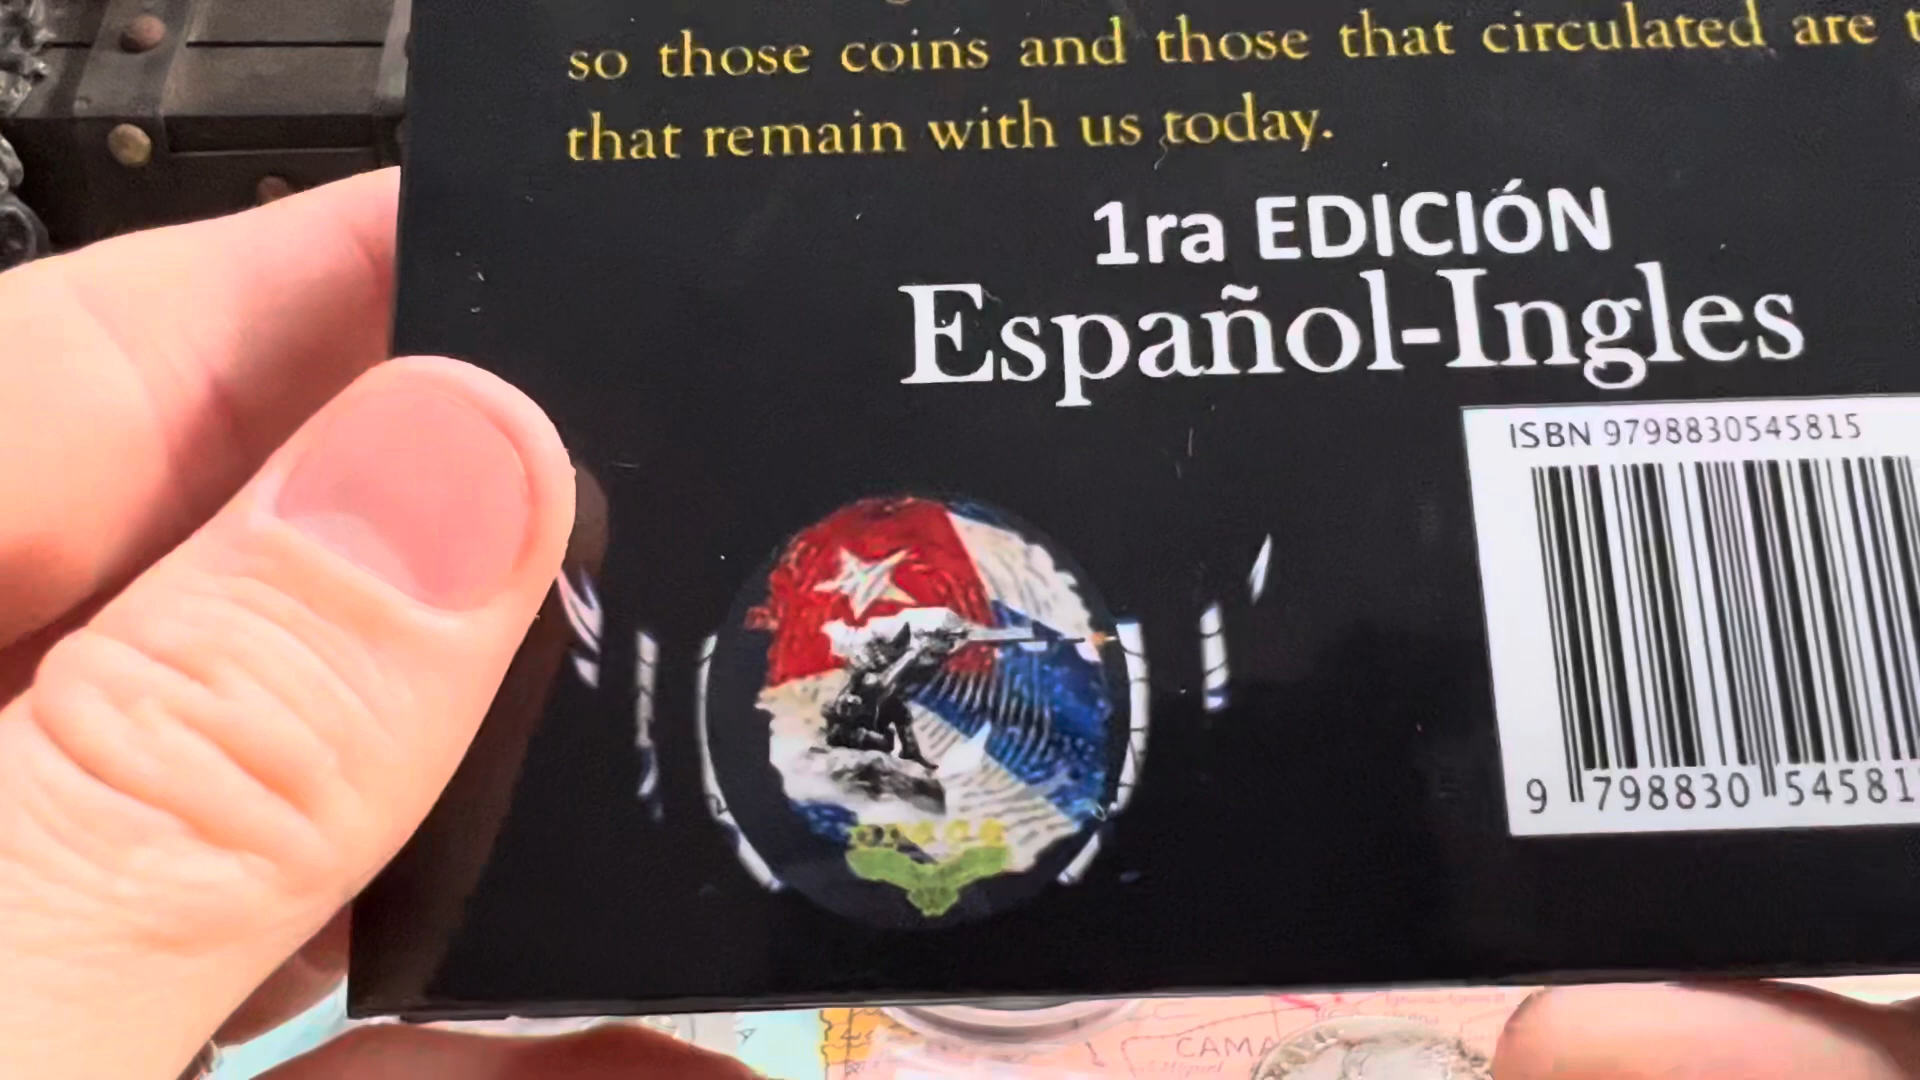 so those coins and those that circulated are
that remain with us today.
1ra EDICIÓN
Español-Ingles
ISBN 9798830545815
9 798830 54581
CAMA